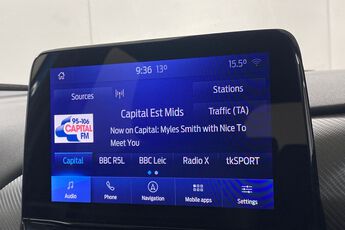 9:36 13° 15.5°
Sources
Stations
Capital Est Mids
Traffic (TA)
95-106
CAPITAL
FM
Now on Capital: Myles Smith with Nice To
Meet You
Capital BBC R5L BBC Leic Radio X tkSPORT
Audio Phone Navigation Mobile apps Settings